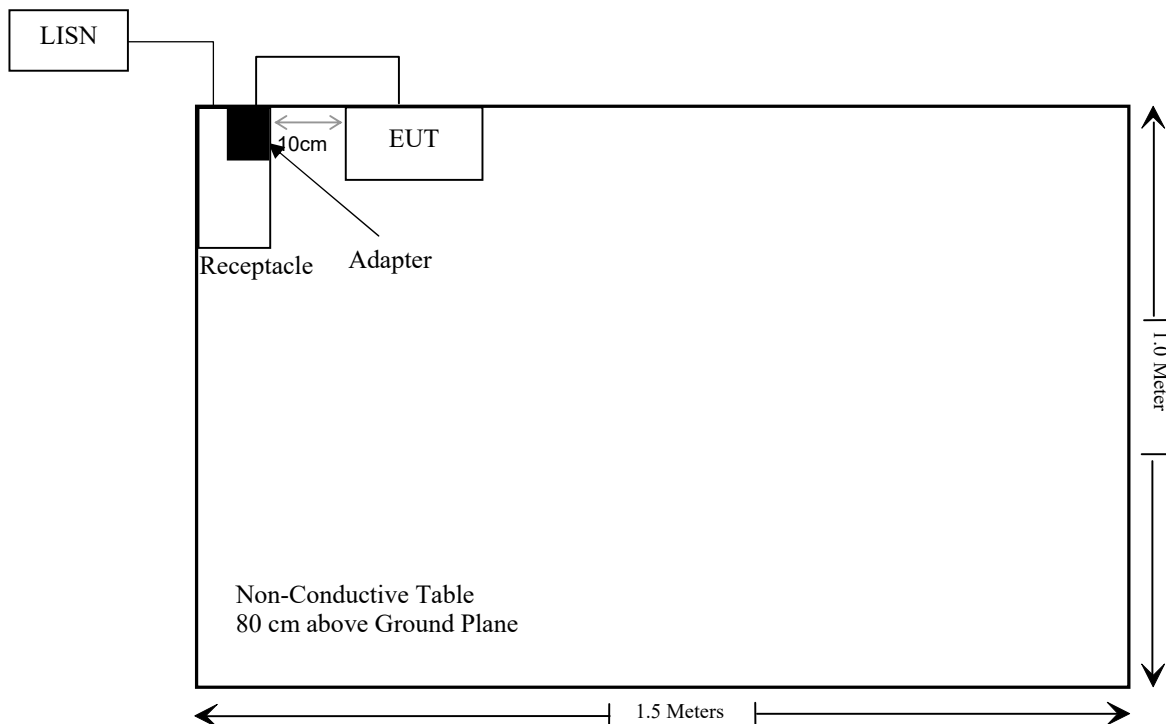 LISN
10cm
EUT
Receptacle
Adapter
1.0 Meter
Non-Conductive Table
80 cm above Ground Plane
1.5 Meters